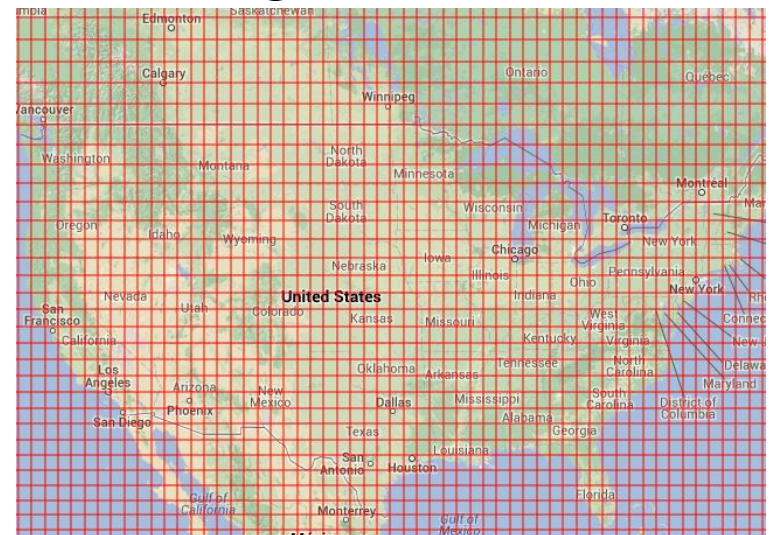 Edmonton
Saskatchewan
Calgary
Ontario
Québec
Winnipeg
Vancouver
Washington
Montana
North
Dakota
Minnesota
Montréal
South
Dakota
Wisconsin
Michigan
Toronto
Oregon
Idaho
Wyoming
Chicago
New York
Nebraska
Iowa
Illinois
Ohio
Pennsylvania
New York
Nevada
Utah
United States
Colorado
Indiana
San
Francisco
California
Kansas
Missouri
West
Virginia
Kentucky
Virginia
Connec
New J
Los
Angeles
Arizona
Phoenix
New
Mexico
Oklahoma
Arkansas
Tennessee
North
Carolina
Delawa
Maryland
San Diego
Dallas
Mississippi
Alabama
South
Carolina
District of
Columbia
Texas
Georgia
San
Antonio
Houston
Louisiana
Gulf of
California
Monterrey
Gulf of
Mexico
Florida